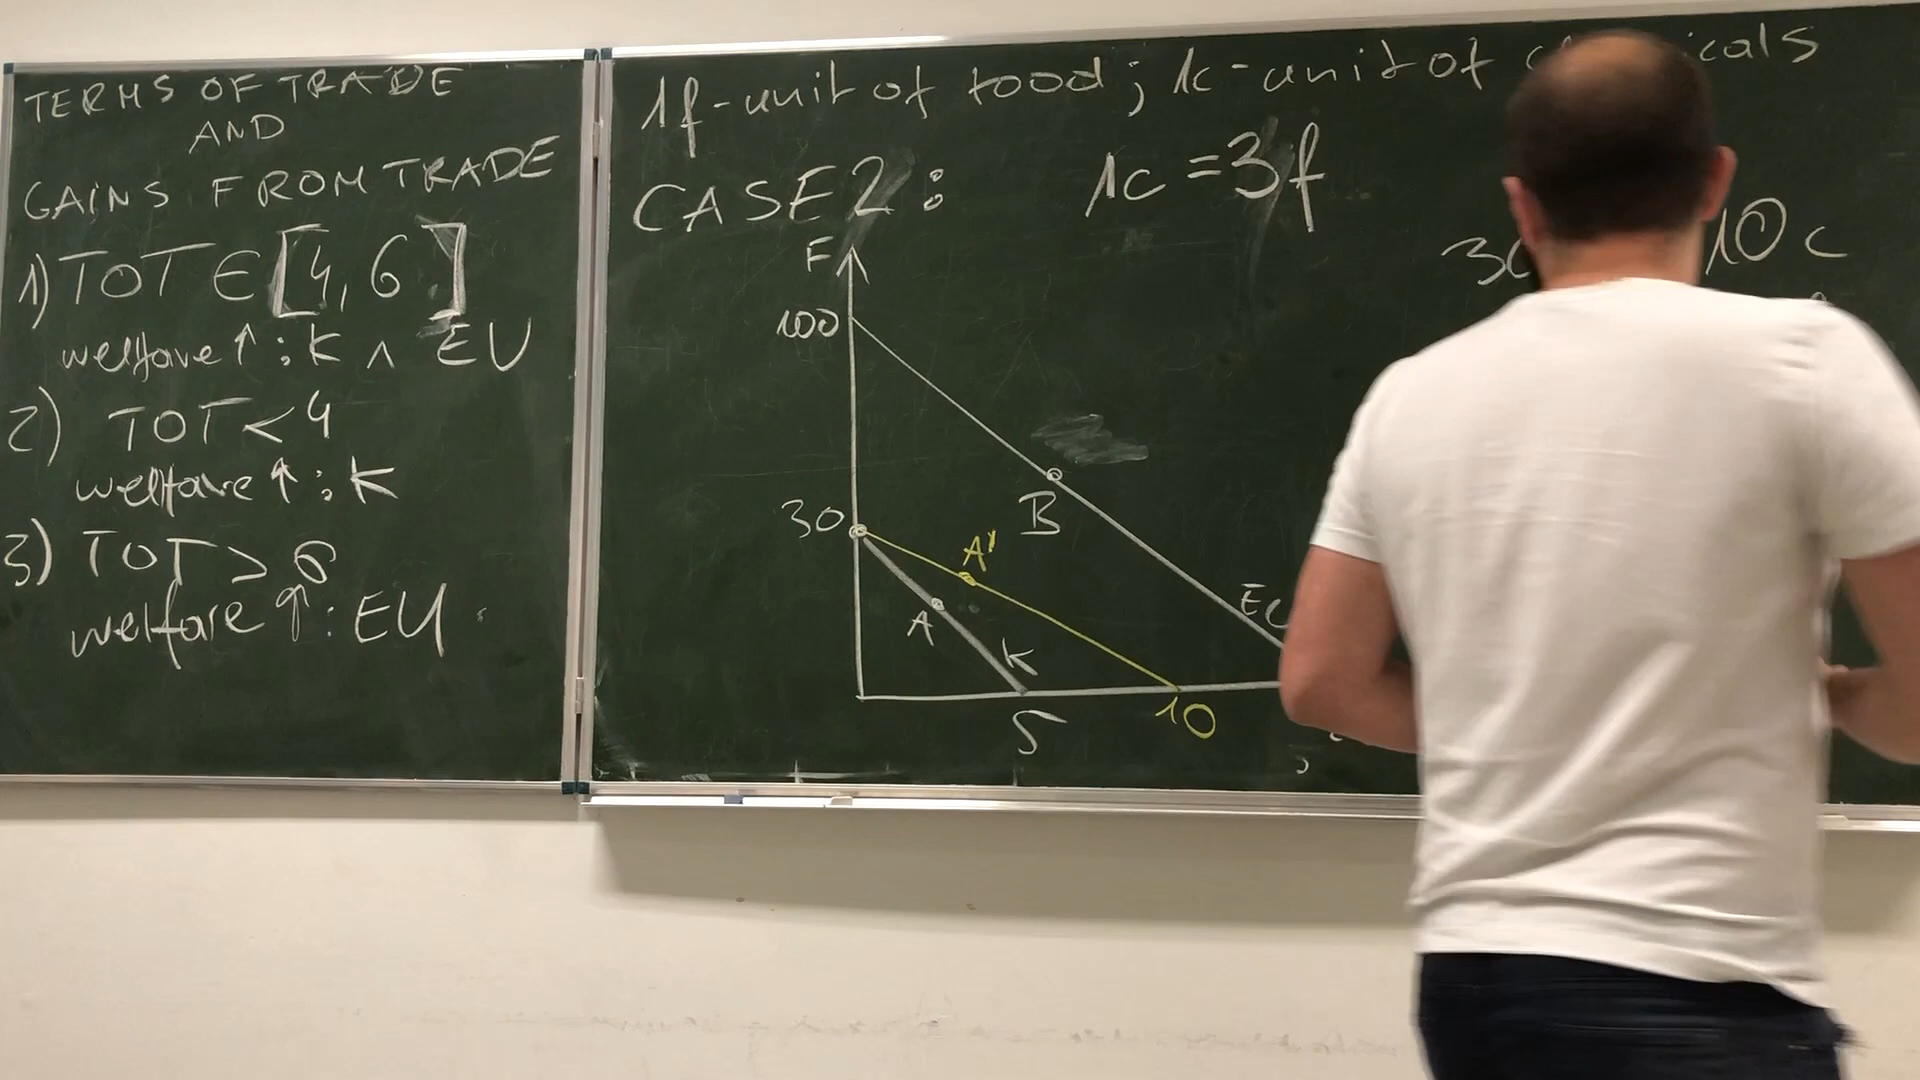 TERMS OF TRADE
AND
GAINS FROM TRADE
1) TOT ∈ [4, 6]
welfare ↑ : K ∧ EU
2) TOT < 4
welfare ↑ : K
3) TOT > 6
welfare ↑ : EU
1f - unit of food; 1c - unit of
CASE 2 :
1c = 3f
10c
F
100
30
B
A'
A
K
5
10